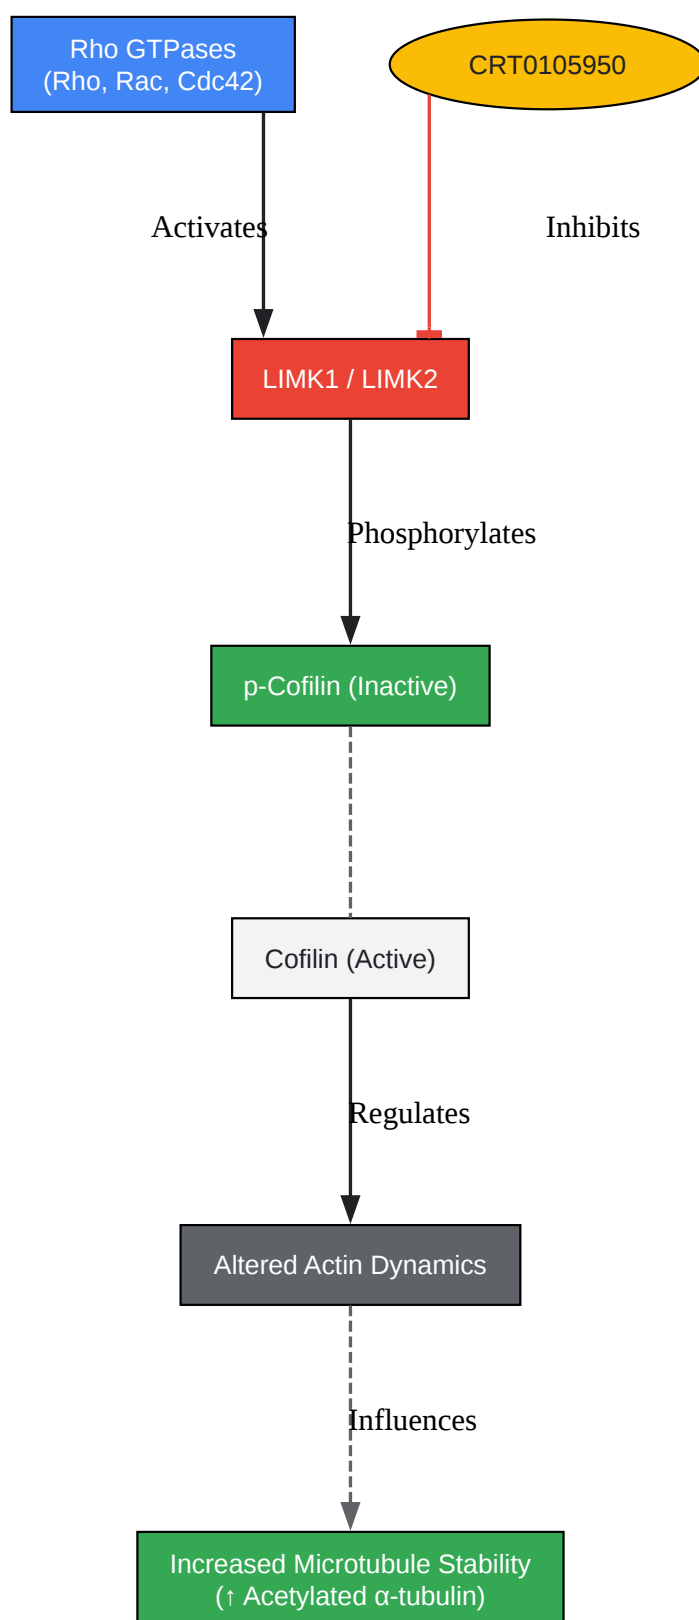 Rho GTPases
(Rho, Rac, Cdc42)
CRT0105950
Activates
Inhibits
LIMK1 / LIMK2
Phosphorylates
p-Cofilin (Inactive)
Cofilin (Active)
Regulates
Altered Actin Dynamics
Influences
Increased Microtubule Stability
(↑ Acetylated α-tubulin)